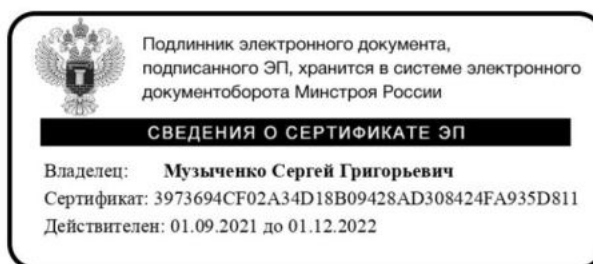 Подлинник электронного документа,
подписанного ЭП, хранится в системе электронного
документоборота Минстроя России
СВЕДЕНИЯ О СЕРТИФИКАТЕ ЭП
Владелец: Музыченко Сергей Григорьевич
Сертификат: 3973694CF02A34D18B09428AD308424FA935D811
Действителен: 01.09.2021 до 01.12.2022